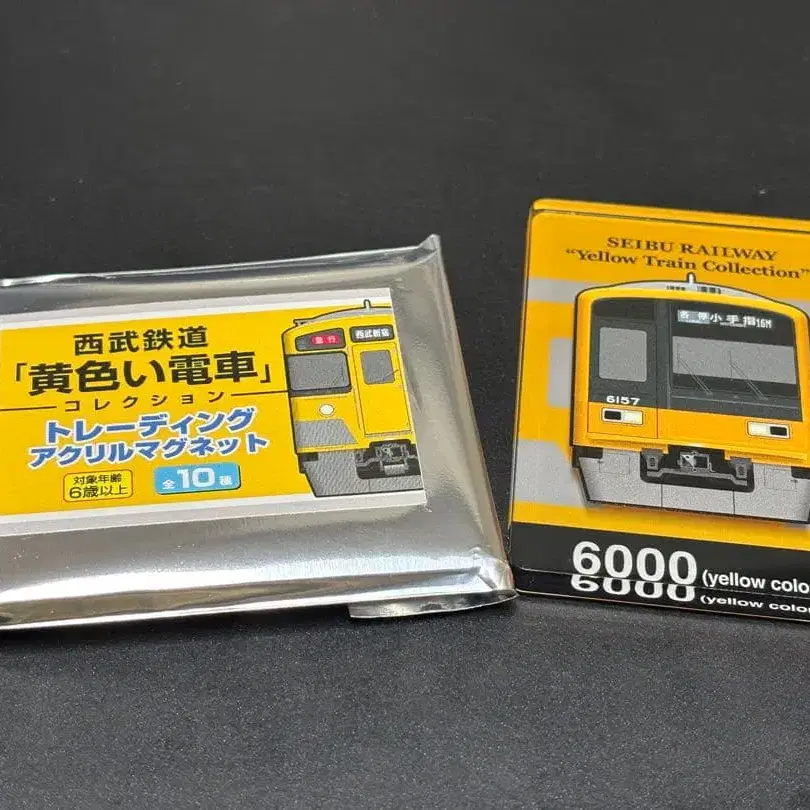 西武鉄道
「黄色い電車」
コレクション
トレーディング
アクリルマグネット
対象年齢
6歳以上
全10種
急行
西武新宿
SEIBU RAILWAY
"Yellow Train Collection"
各停 小手指 16M
6157
6000 (yellow colo
6000 (yellow colo